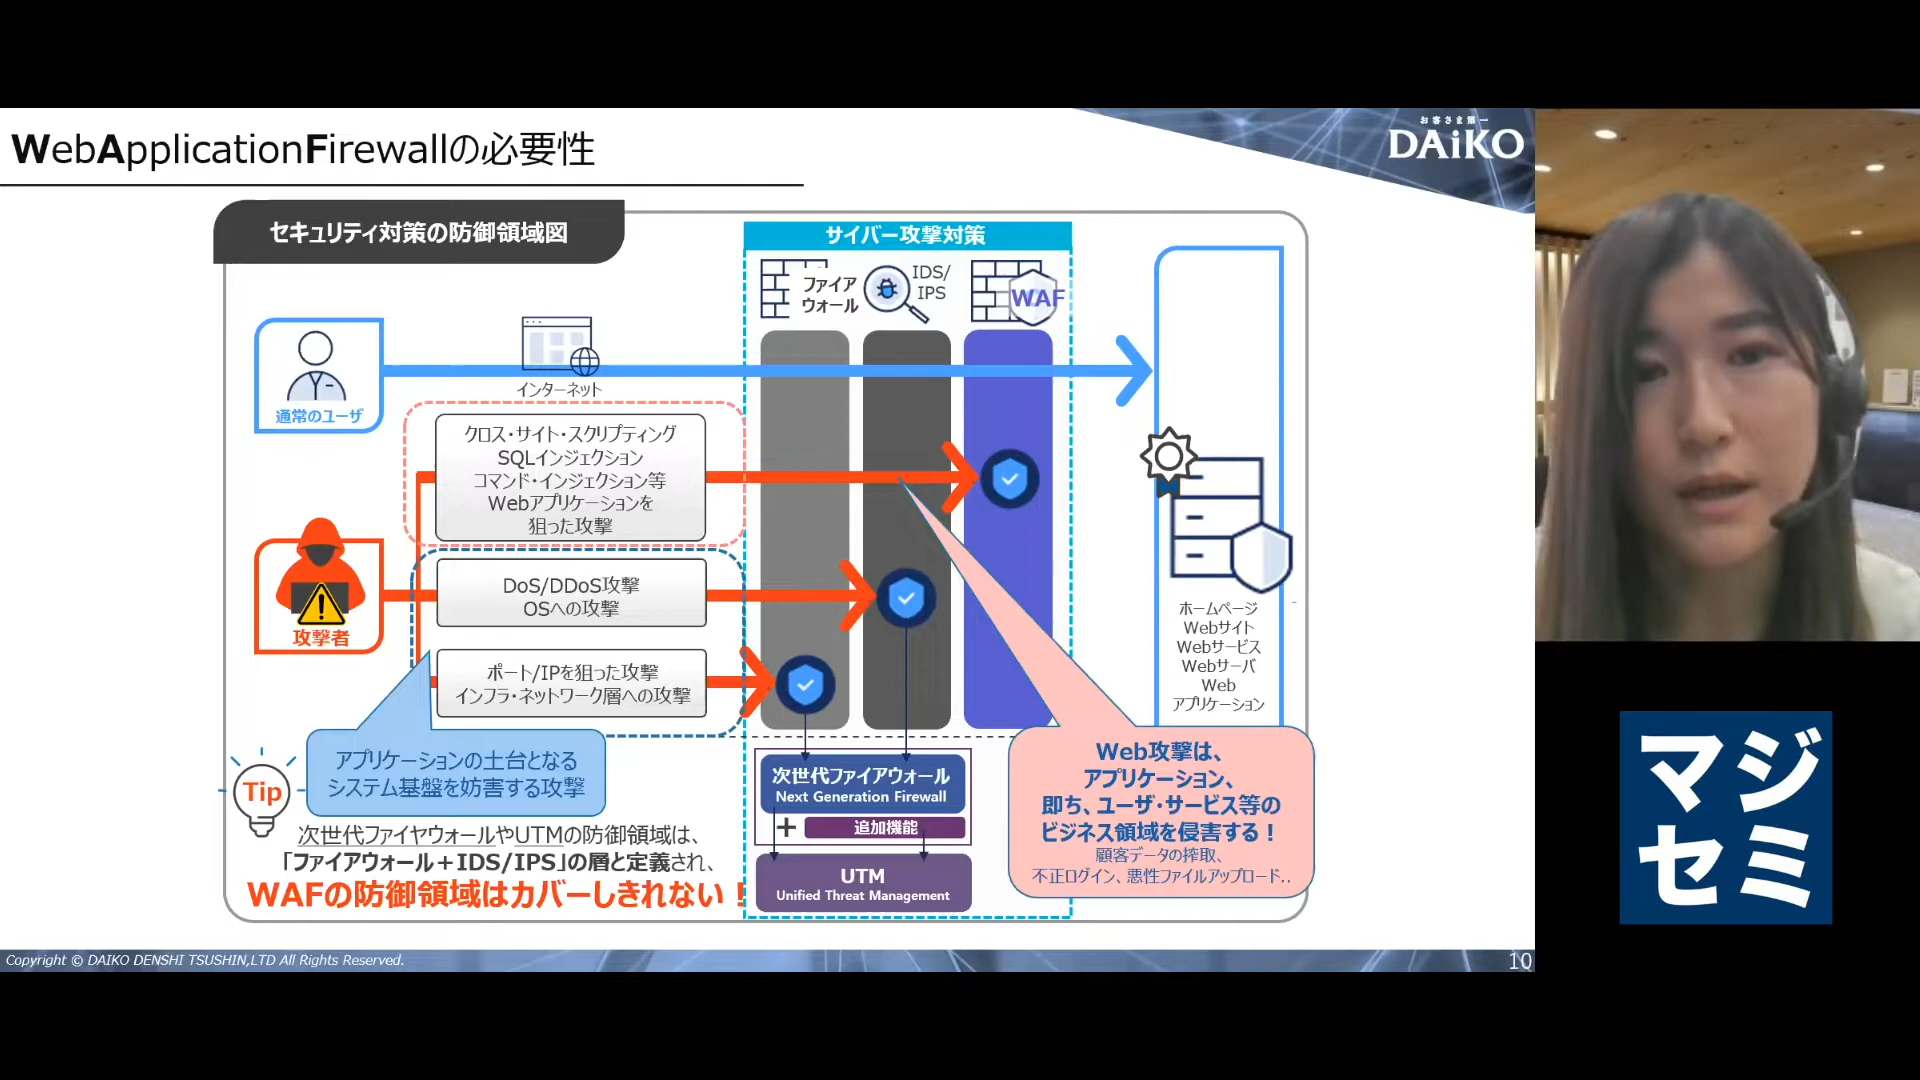 WebApplicationFirewallの必要性
お客さま第一
DAiKO
セキュリティ対策の防御領域図
サイバー攻撃対策
ファイア
ウォール
IDS/
IPS
WAF
通常のユーザ
インターネット
クロス・サイト・スクリプティング
SQLインジェクション
コマンド・インジェクション等
Webアプリケーションを
狙った攻撃
DoS/DDoS攻撃
OSへの攻撃
攻撃者
ポート/IPを狙った攻撃
インフラ・ネットワーク層への攻撃
ホームページ
Webサイト
Webサービス
Webサーバ
Web
アプリケーション
アプリケーションの土台となる
システム基盤を妨害する攻撃
Tip
次世代ファイヤウォールやUTMの防御領域は、
「ファイアウォール＋IDS/IPS」の層と定義され、
WAFの防御領域はカバーしきれない！
次世代ファイアウォール
Next Generation Firewall
+
追加機能
UTM
Unified Threat Management
Web攻撃は、
アプリケーション、
即ち、ユーザ・サービス等の
ビジネス領域を侵害する！
顧客データの搾取、
不正ログイン、悪性ファイルアップロード..
Copyright © DAIKO DENSHI TSUSHIN,LTD All Rights Reserved.
10
マジ
セミ